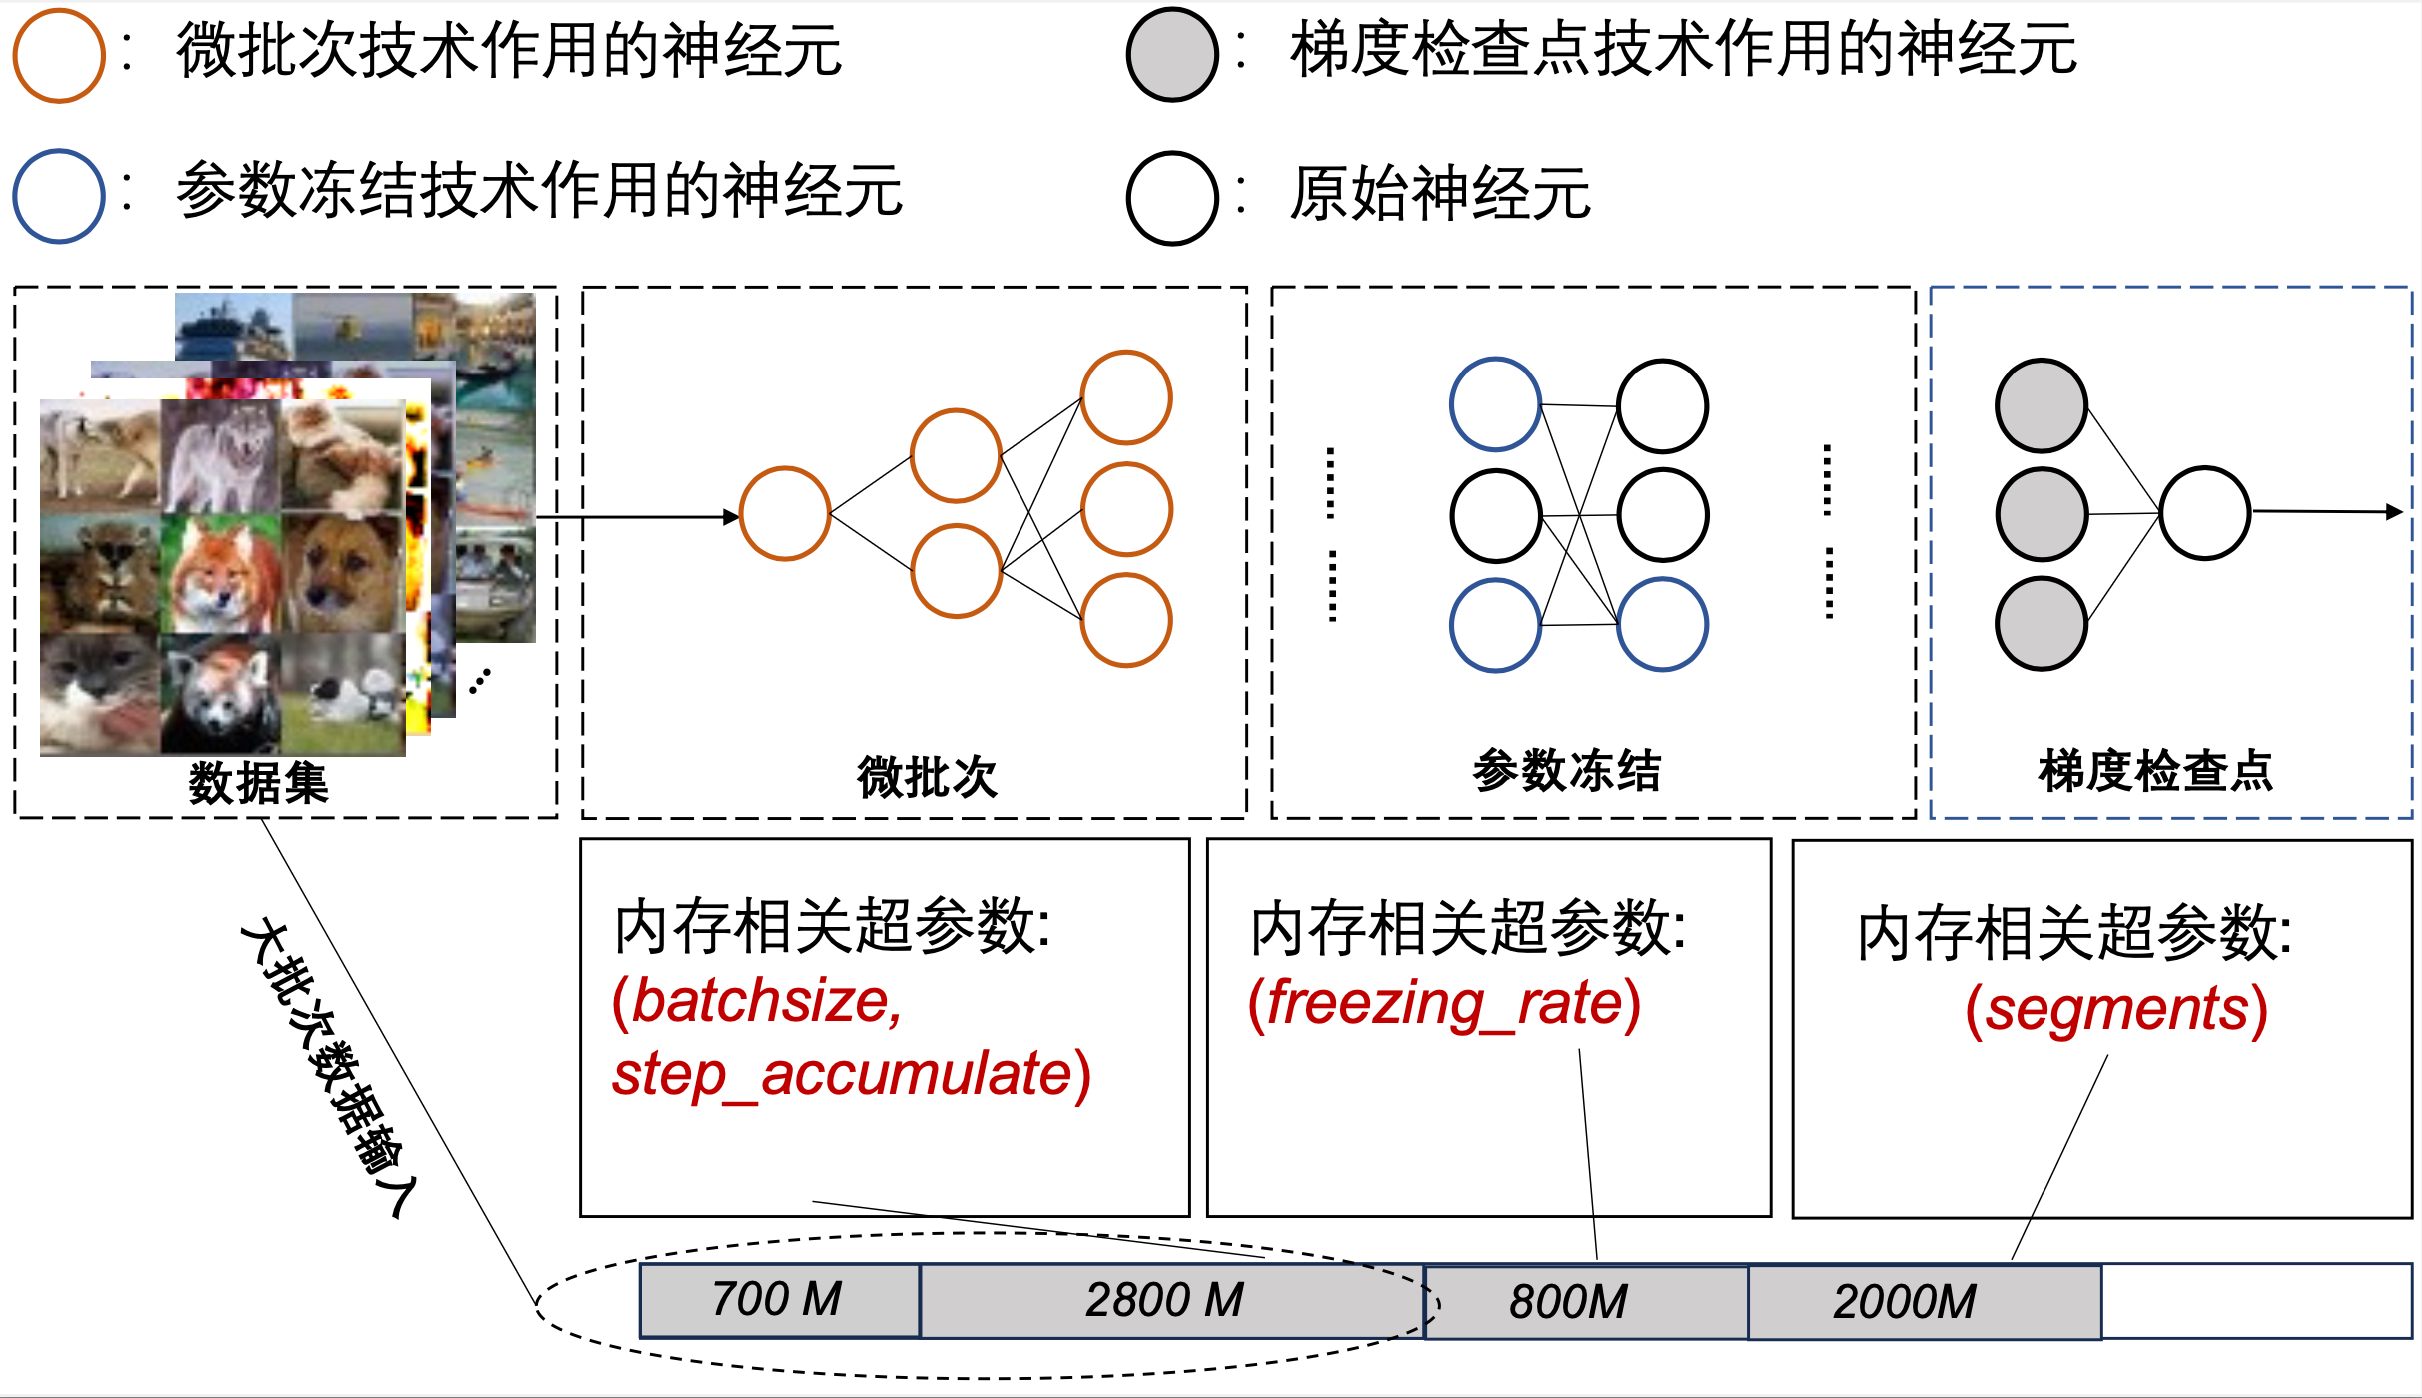 : 微批次技术作用的神经元
: 梯度检查点技术作用的神经元
: 参数冻结技术作用的神经元
: 原始神经元
数据集
微批次
参数冻结
梯度检查点
大批次数据输入
内存相关超参数:
(batchsize,
step_accumulate)
内存相关超参数:
(freezing_rate)
内存相关超参数:
(segments)
700 M
2800 M
800M
2000M